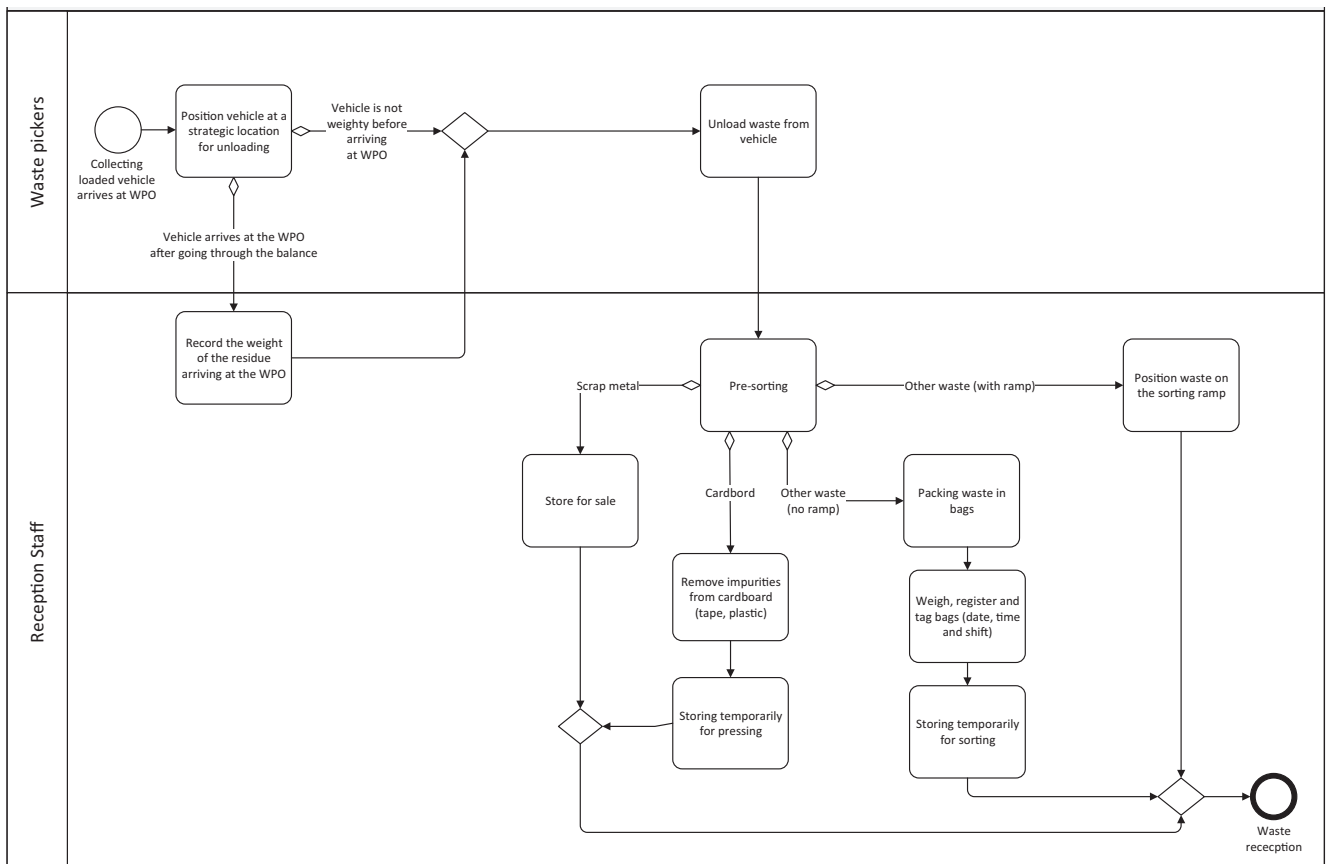 Waste pickers
Collecting
loaded vehicle
arrives at WPO
Position vehicle at a
strategic location
for unloading
Vehicle is not
weighty before
arriving
at WPO
Unload waste from
vehicle
Vehicle arrives at the WPO
after going through the balance
Reception Staff
Record the weight
of the residue
arriving at the WPO
Scrap metal
Pre-sorting
Other waste (with ramp)
Position waste on
the sorting ramp
Store for sale
Cardbord
Other waste
(no ramp)
Packing waste in
bags
Remove impurities
from cardboard
(tape, plastic)
Weigh, register and
tag bags (date, time
and shift)
Storing temporarily
for pressing
Storing temporarily
for sorting
Waste
rececption